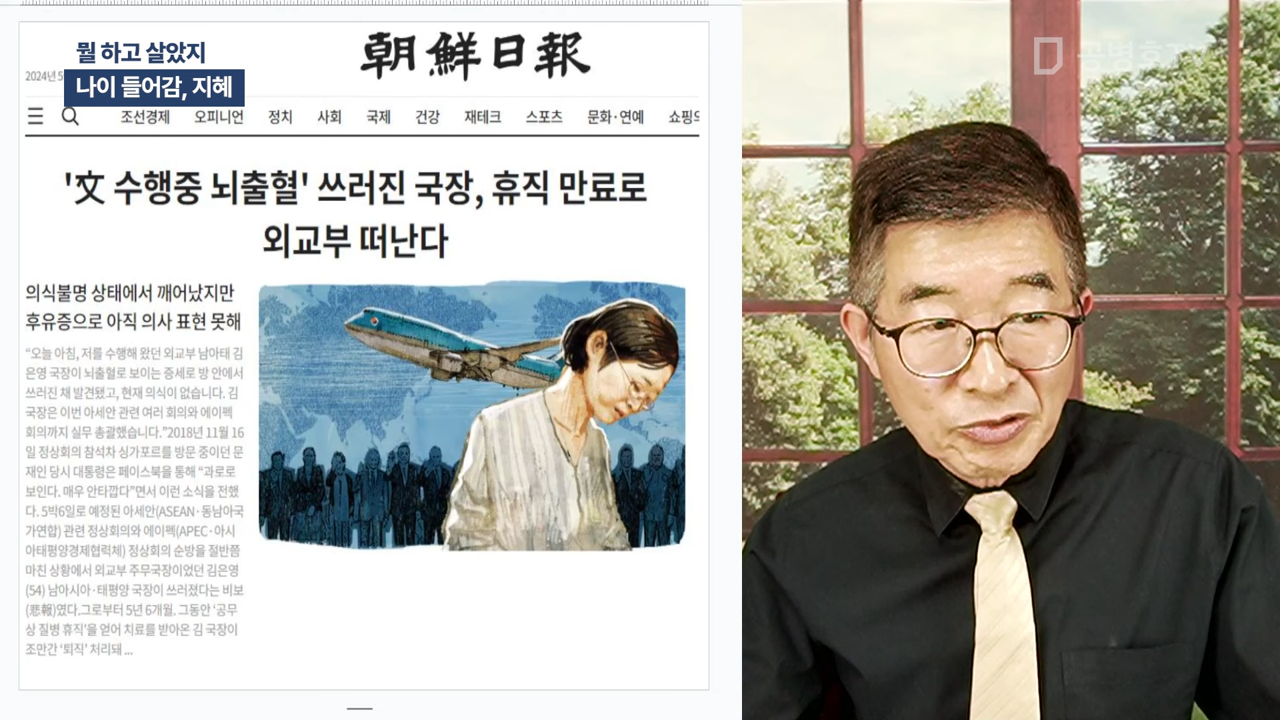 뭘 하고 살았지
나이 들어감, 지혜
朝鮮日報
2024년 5
조선경제 오피니언 정치 사회 국제 건강 재테크 스포츠 문화·연예 쇼핑
'文 수행중 뇌출혈' 쓰러진 국장, 휴직 만료로
외교부 떠난다
의식불명 상태에서 깨어났지만
후유증으로 아직 의사 표현 못해
“오늘 아침, 저를 수행해 왔던 외교부 남아태 김
은영 국장이 뇌출혈로 보이는 증세로 방 안에서
쓰러진 채 발견됐고, 현재 의식이 없습니다. 김
국장은 이번 아세안 관련 여러 회의와 에이펙
회의까지 실무 총괄했습니다.”2018년 11월 16
일 정상회의 참석차 싱가포르를 방문 중이던 문
재인 당시 대통령은 페이스북을 통해 “과로로
보인다. 매우 안타깝다”면서 이런 소식을 전했
다. 5박6일로 예정된 아세안(ASEAN·동남아국
가연합) 관련 정상회의와 에이펙(APEC·아시
아태평양경제협력체) 정상회의 순방을 절반쯤
마친 상황에서 외교부 주무국장이었던 김은영
(54) 남아시아·태평양 국장이 쓰러졌다는 비보
(悲報)였다.그로부터 5년 6개월. 그동안 ‘공무
상 질병 휴직’을 얻어 치료를 받아온 김 국장이
조만간 ‘퇴직’ 처리돼 ...
공병호